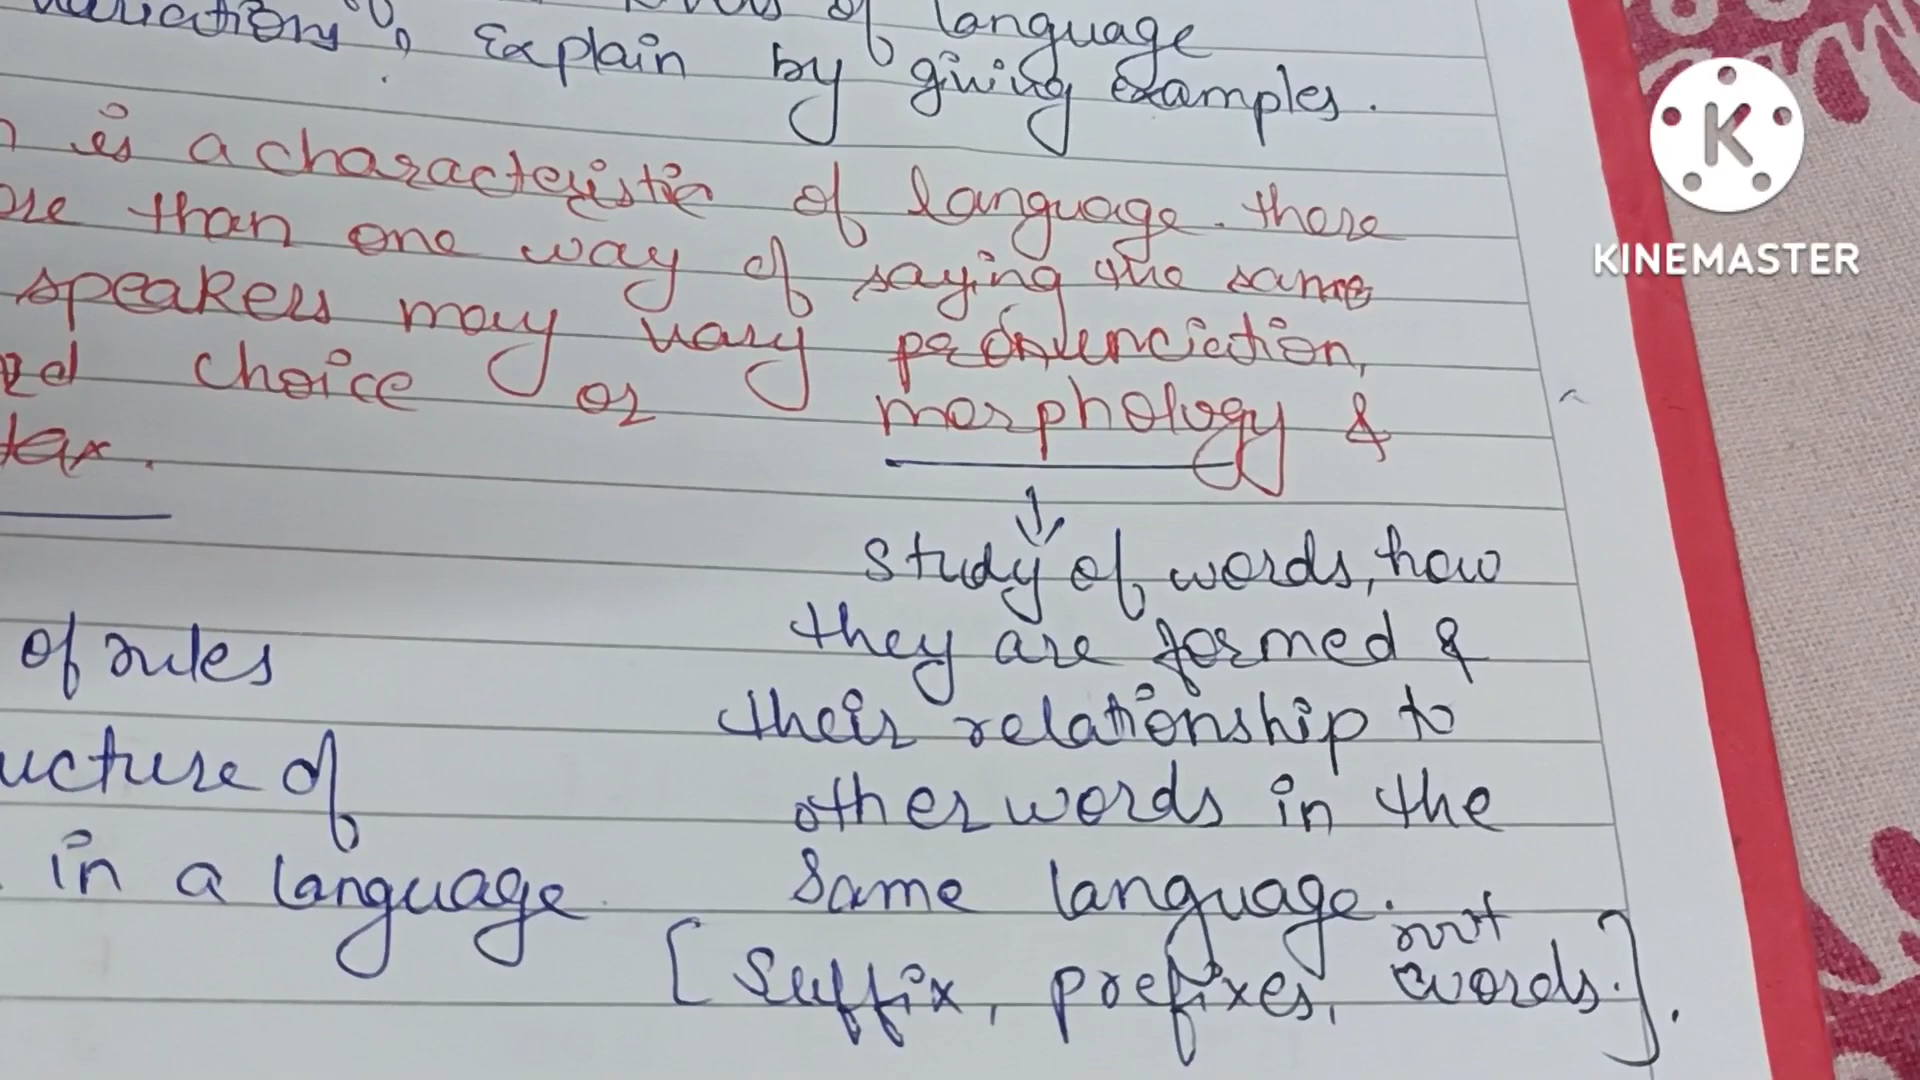 of language
variations, Explain by giving Examples.
is a characteristic of language. there
than one way of saying the same
speakers may vary pronunciation,
choice or morphology &
study of words, how
they are formed &
their relationship to
other words in the
Same language.
[suffix, prefixes, root words.].
of rules
ucture of
in a language
K
KINEMASTER